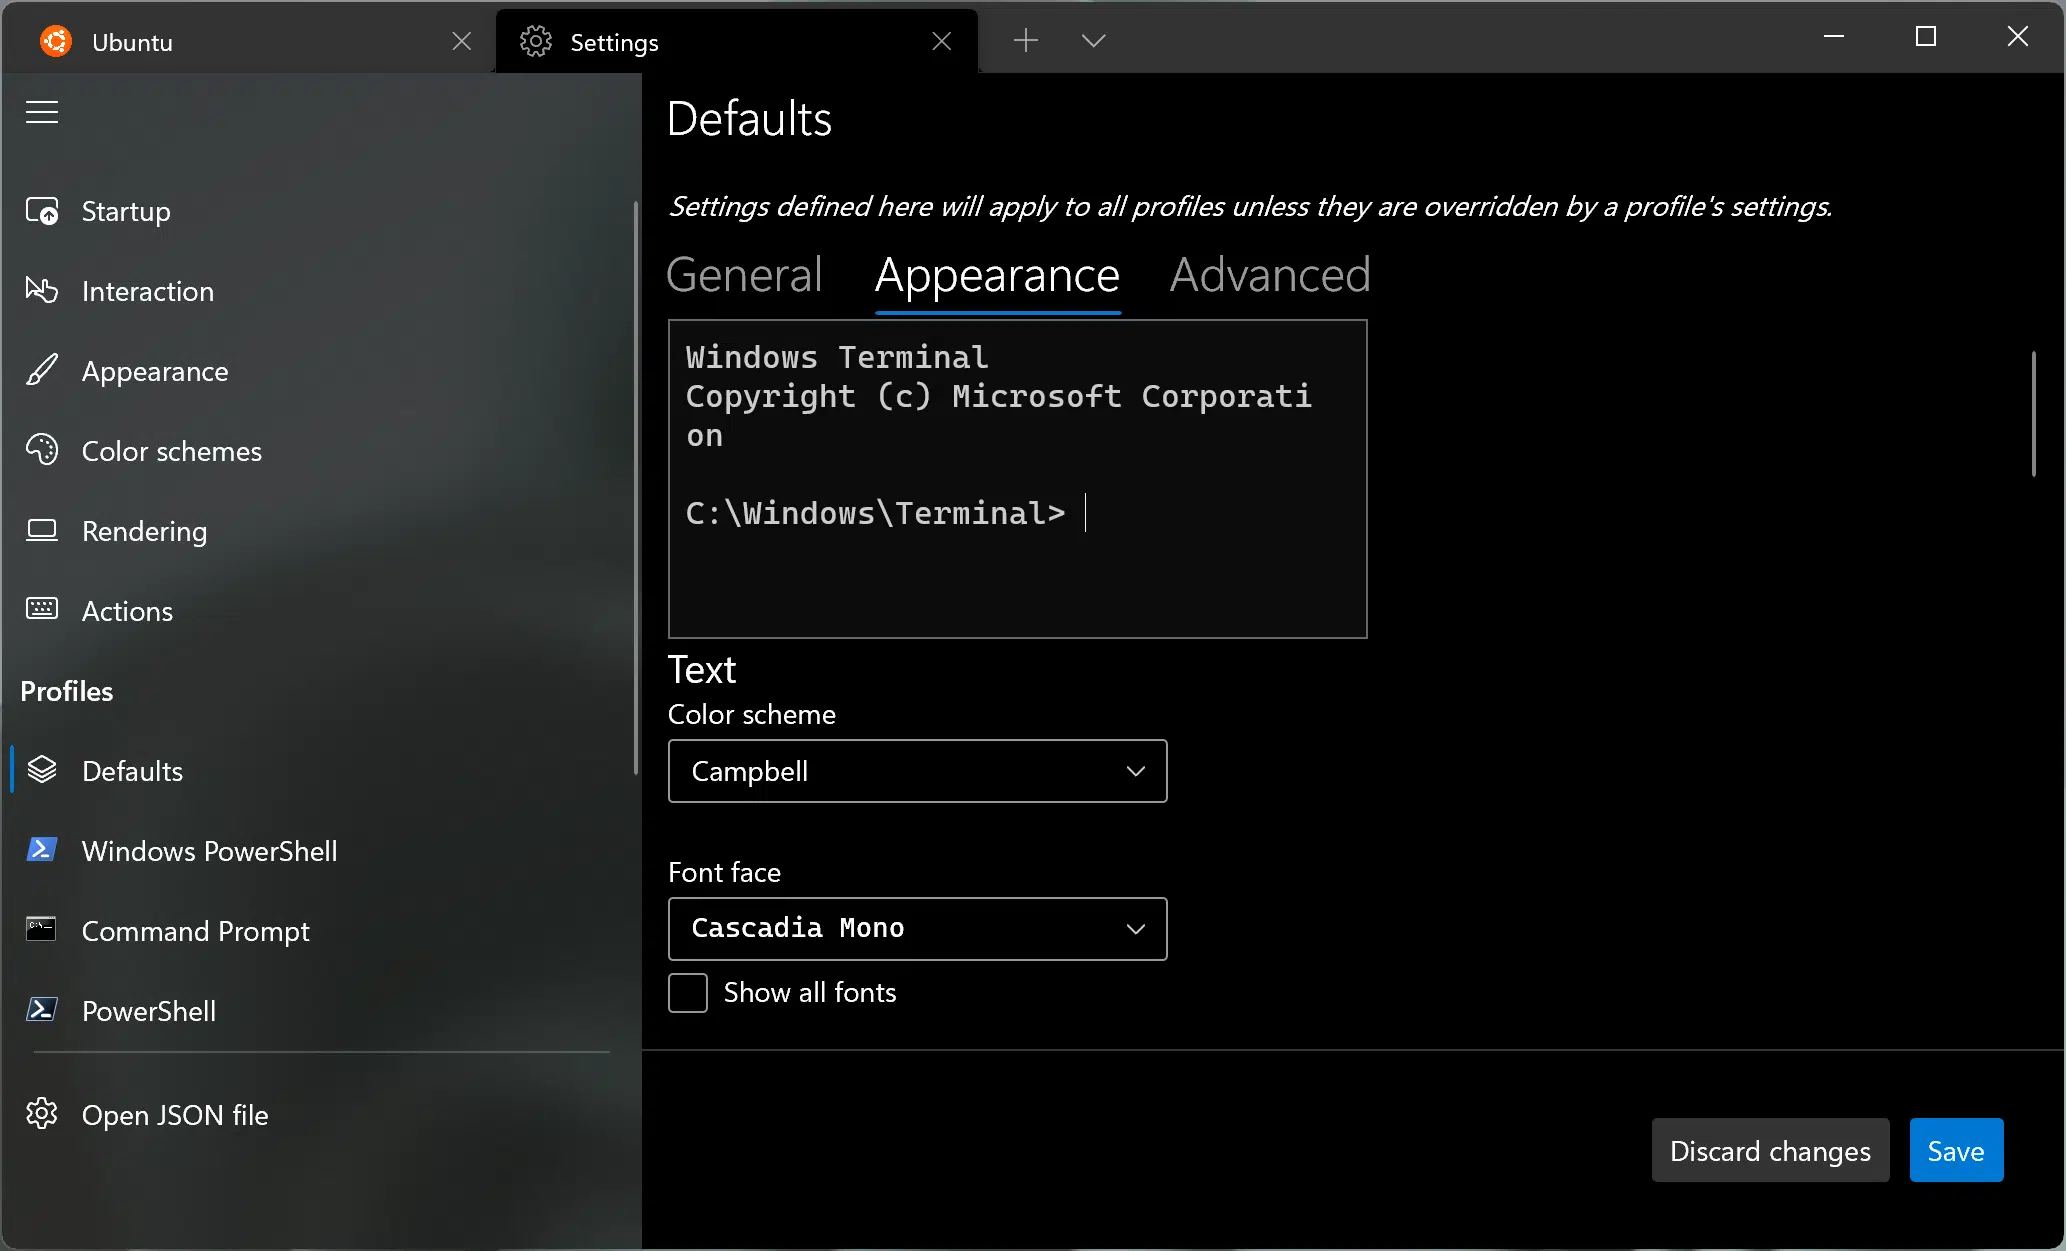 Ubuntu
Settings
Startup
Interaction
Appearance
Color schemes
Rendering
Actions
Profiles
Defaults
Windows PowerShell
Command Prompt
PowerShell
Open JSON file
Defaults
Settings defined here will apply to all profiles unless they are overridden by a profile's settings.
General Appearance Advanced
Windows Terminal
Copyright (c) Microsoft Corporati
on
C:\Windows\Terminal>
Text
Color scheme
Campbell
Font face
Cascadia Mono
Show all fonts
Discard changes Save